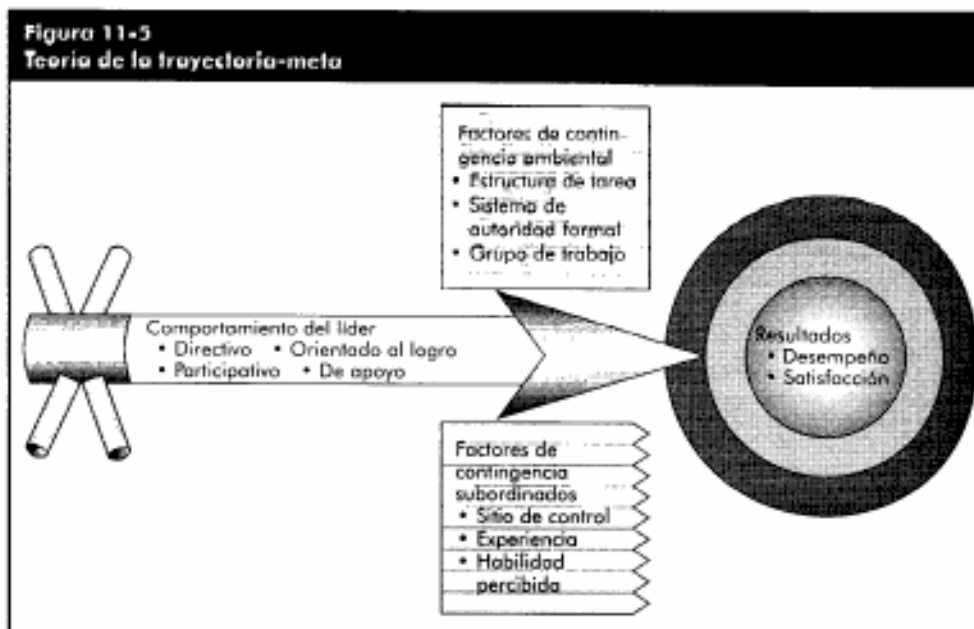 Figura 11-5
Teoría de la trayectoria-meta
Factores de contin-
gencia ambiental
• Estructura de tarea
• Sistema de
autoridad formal
• Grupo de trabajo
Comportamiento del líder
• Directivo • Orientado al logro
• Participativo • De apoyo
Resultados
• Desempeño
• Satisfacción
Factores de
contingencia
subordinados
• Sitio de control
• Experiencia
• Habilidad
percibida